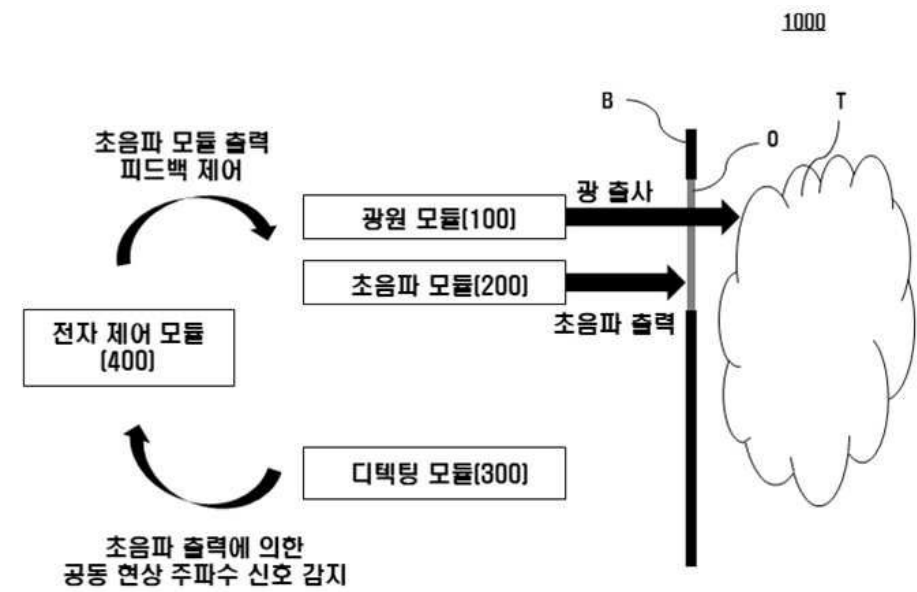 1000
B
T
O
초음파 모듈 출력
피드백 제어
광원 모듈(100)
광 출사
초음파 모듈(200)
초음파 출력
전자 제어 모듈
(400)
디텍팅 모듈(300)
초음파 출력에 의한
공동 현상 주파수 신호 감지